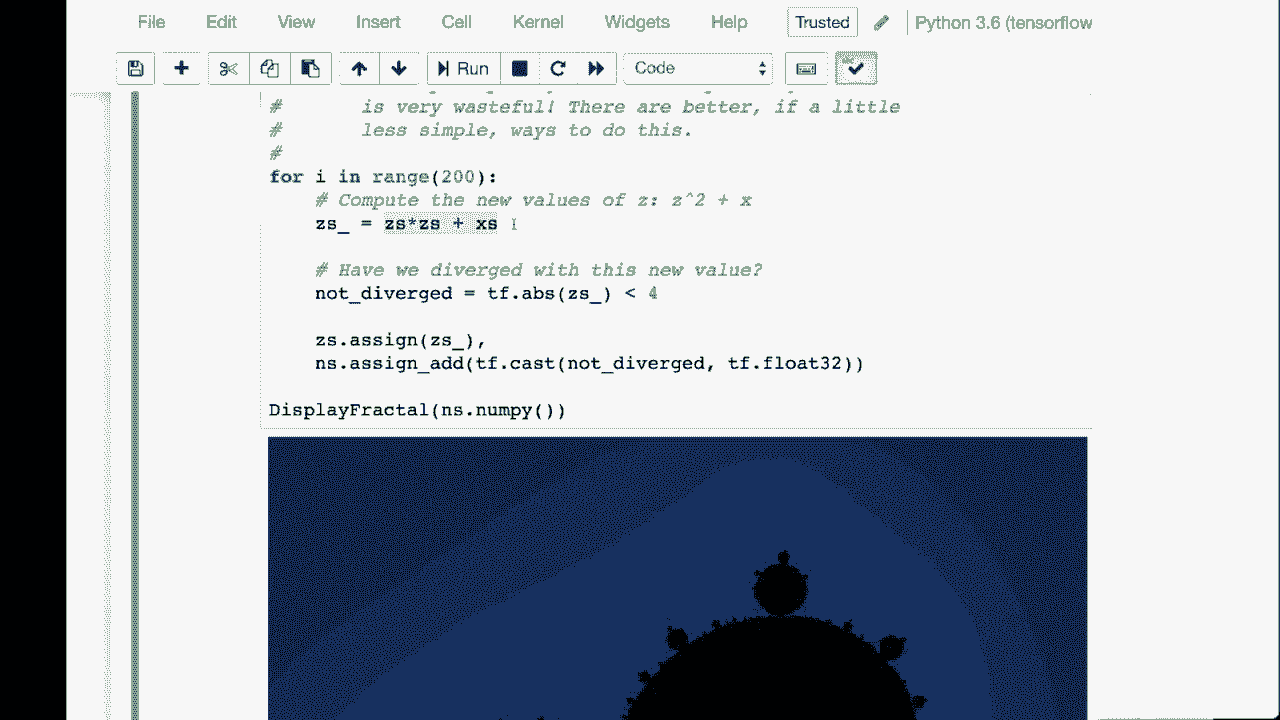 File Edit View Insert Cell Kernel Widgets Help Trusted Python 3.6 (tensorflow
Run Code
# is very wasteful! There are better, if a little
# less simple, ways to do this.
#
for i in range(200):
# Compute the new values of z: z^2 + x
zs_ = zs*zs + xs
# Have we diverged with this new value?
not_diverged = tf.abs(zs_) < 4
zs.assign(zs_),
ns.assign_add(tf.cast(not_diverged, tf.float32))
DisplayFractal(ns.numpy())